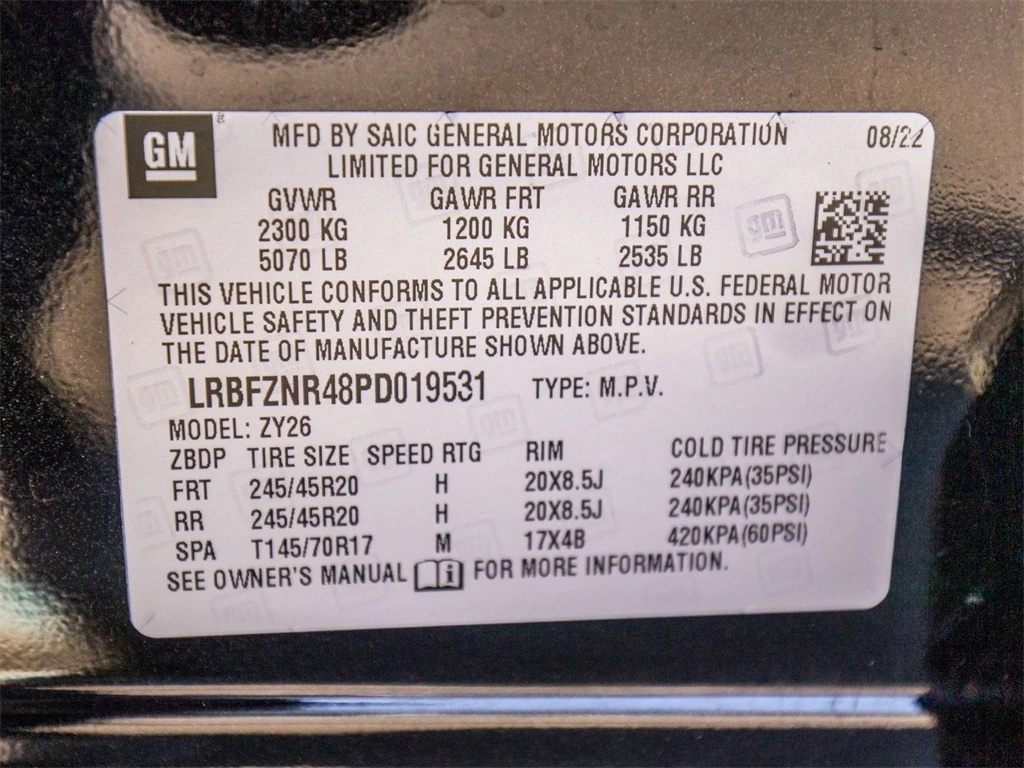 GM
MFD BY SAIC GENERAL MOTORS CORPORATION 08/22
LIMITED FOR GENERAL MOTORS LLC
GVWR GAWR FRT GAWR RR
2300 KG 1200 KG 1150 KG
5070 LB 2645 LB 2535 LB
THIS VEHICLE CONFORMS TO ALL APPLICABLE U.S. FEDERAL MOTOR
VEHICLE SAFETY AND THEFT PREVENTION STANDARDS IN EFFECT ON
THE DATE OF MANUFACTURE SHOWN ABOVE.
LRBFZNR48PD019531 TYPE: M.P.V.
MODEL: ZY26
ZBDP TIRE SIZE SPEED RTG RIM COLD TIRE PRESSURE
FRT 245/45R20 H 20X8.5J 240KPA(35PSI)
RR 245/45R20 H 20X8.5J 240KPA(35PSI)
SPA T145/70R17 M 17X4B 420KPA(60PSI)
SEE OWNER'S MANUAL FOR MORE INFORMATION.